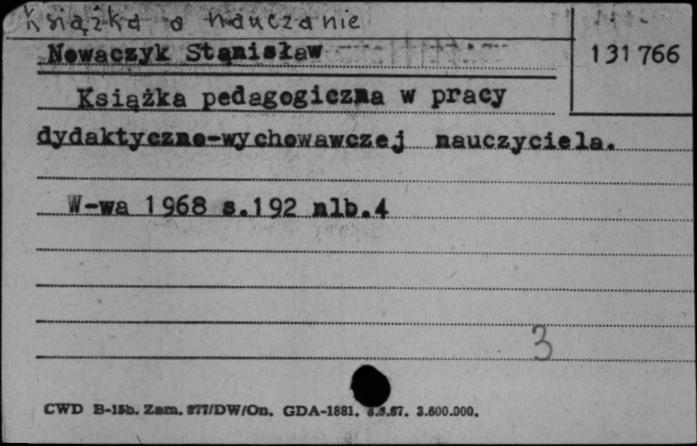 Książka a nauczanie
Nowaczyk Stanisław
131 766
Książka pedagogiczna w pracy
dydaktyczno-wychowawczej nauczyciela.
W-wa 1968 s.192 nlb.4
3
CWD B-15b. Zam. 877/DW/On. GDA-1881. 3.600.000.